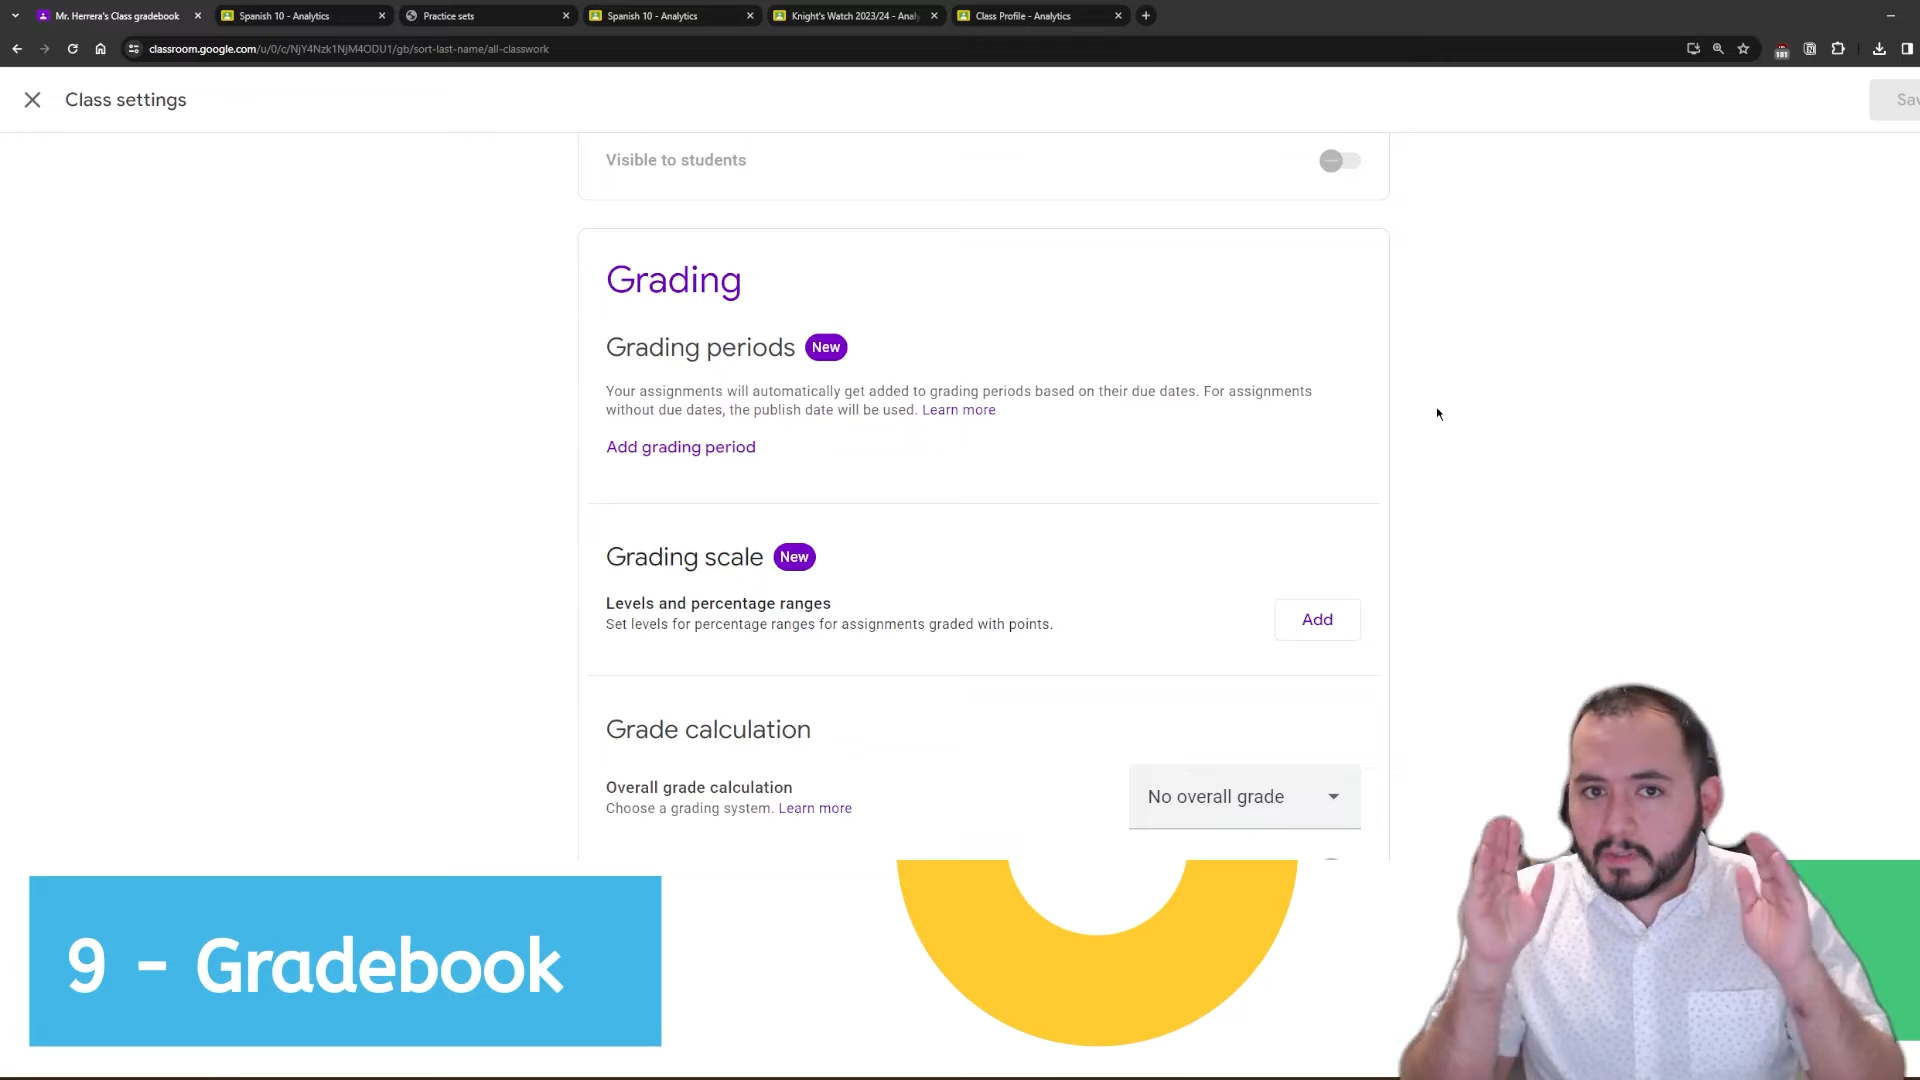 Mr. Herrera's Class gradebook
Spanish 10 - Analytics
Practice sets
Spanish 10 - Analytics
Knight's Watch 2023/24 - Analy
Class Profile - Analytics
classroom.google.com/u/0/c/NjY4Nzk1NjM4ODU1/gb/sort-last-name/all-classwork
181
Class settings
Sav
Visible to students
Grading
Grading periods New
Your assignments will automatically get added to grading periods based on their due dates. For assignments
without due dates, the publish date will be used. Learn more
Add grading period
Grading scale New
Levels and percentage ranges
Set levels for percentage ranges for assignments graded with points.
Add
Grade calculation
Overall grade calculation
Choose a grading system. Learn more
No overall grade
9 - Gradebook